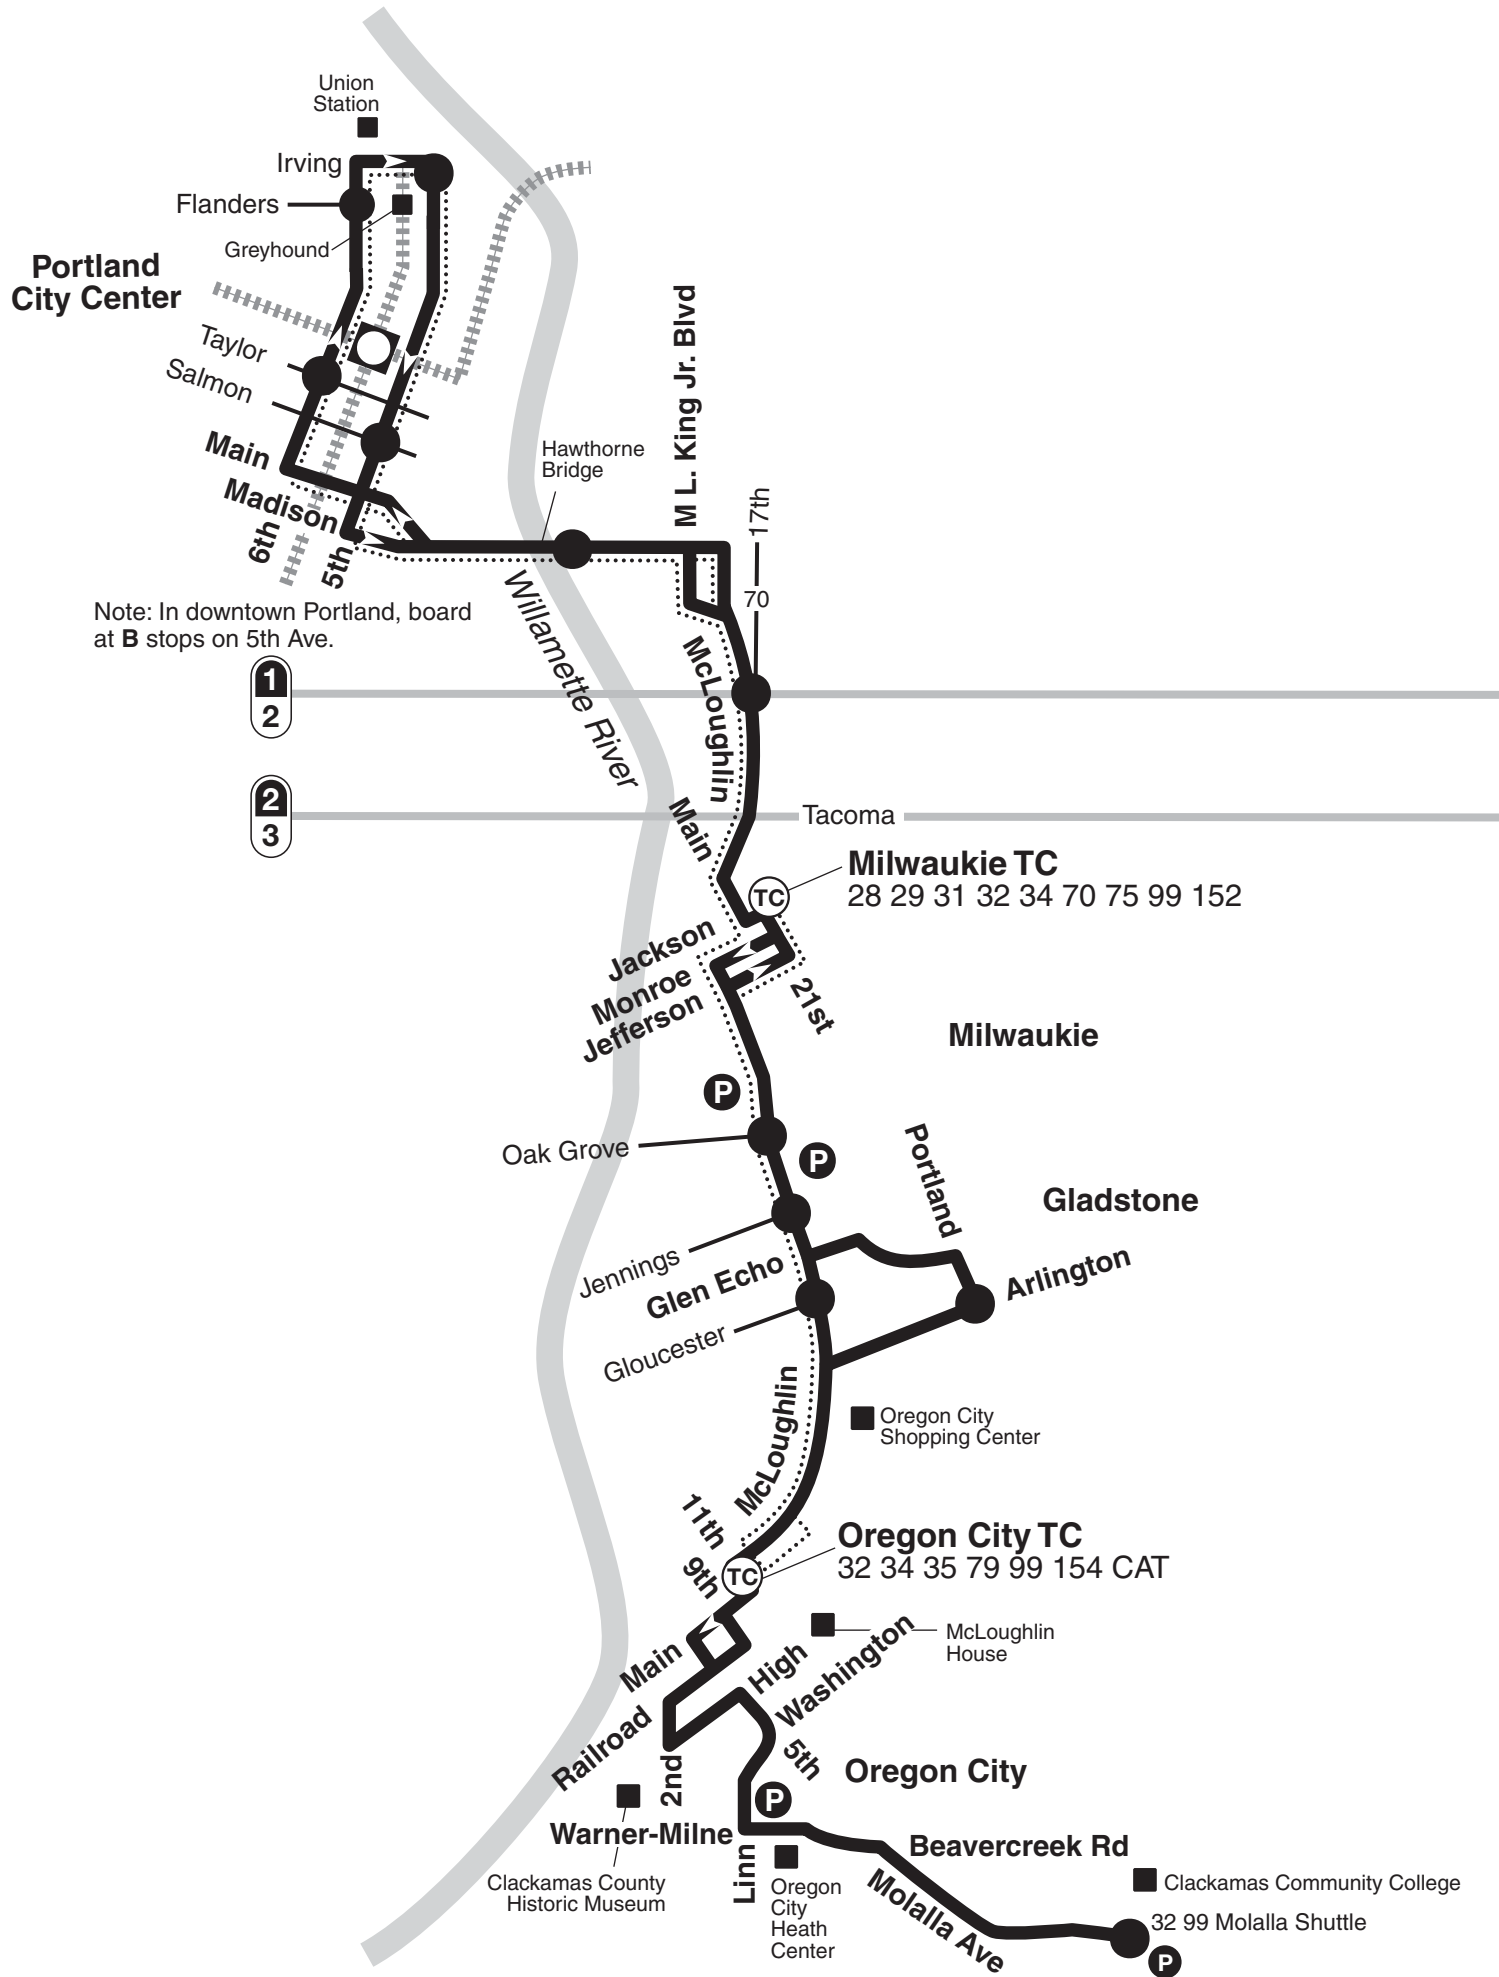 Union
Station
Irving
Flanders
Greyhound
Portland
City Center
Taylor
Salmon
Main
Madison
6th
5th
Hawthorne
Bridge
M L. King Jr. Blvd
17th
70
Note: In downtown Portland, board
at B stops on 5th Ave.
Willamette River
McLoughlin
1
2
2
3
Tacoma
Main
Milwaukie TC
28 29 31 32 34 70 75 99 152
TC
Jackson
Monroe
Jefferson
21st
Milwaukie
P
Oak Grove
P
Portland
Gladstone
Jennings
Glen Echo
Arlington
Gloucester
McLoughlin
Oregon City
Shopping Center
11th
9th
TC
Oregon City TC
32 34 35 79 99 154 CAT
McLoughlin
House
Main
High
Washington
Railroad
2nd
5th
Oregon City
P
Warner-Milne
Linn
Beavercreek Rd
Molalla Ave
Clackamas County
Historic Museum
Oregon
City
Heath
Center
Clackamas Community College
32 99 Molalla Shuttle
P